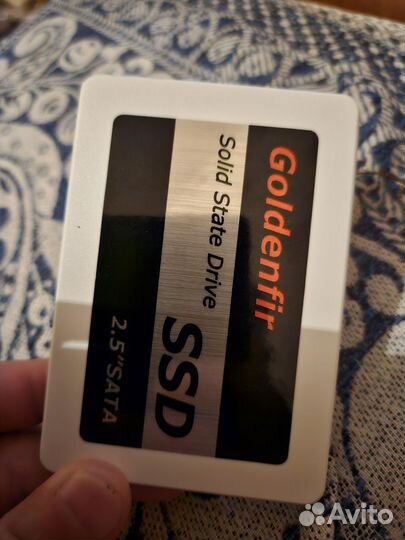 Goldenfir
Solid State Drive
SSD
2.5"SATA
Avito